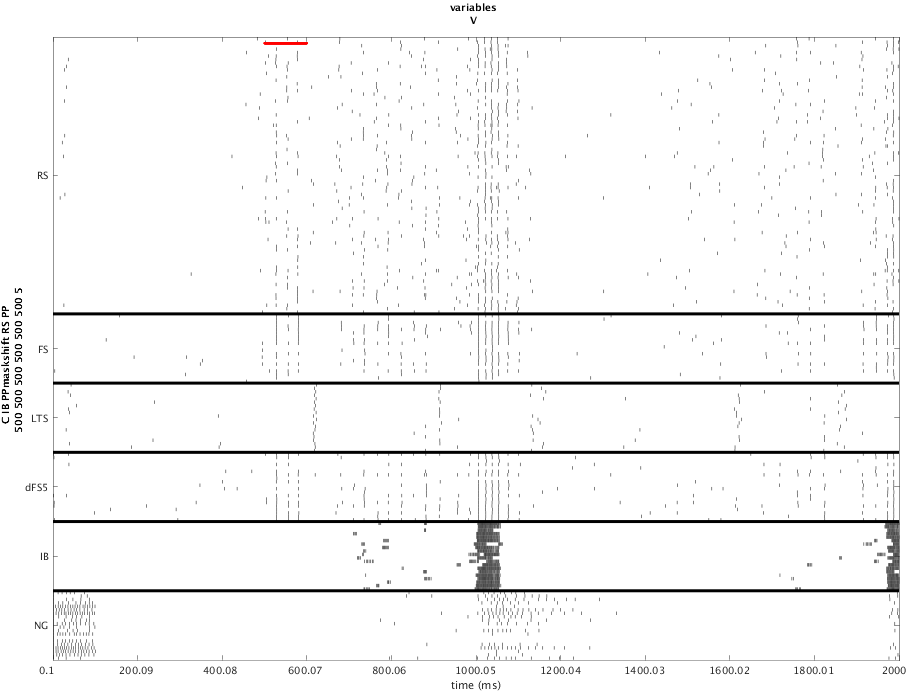 variables
V
C IB PPmaskshift RS PP
500 500 500 500 500 500 5
RS
FS
LTS
dFS5
IB
NG
0.1 200.09 400.08 600.07 800.06 1000.05 1200.04 1400.03 1600.02 1800.01 2000
time (ms)